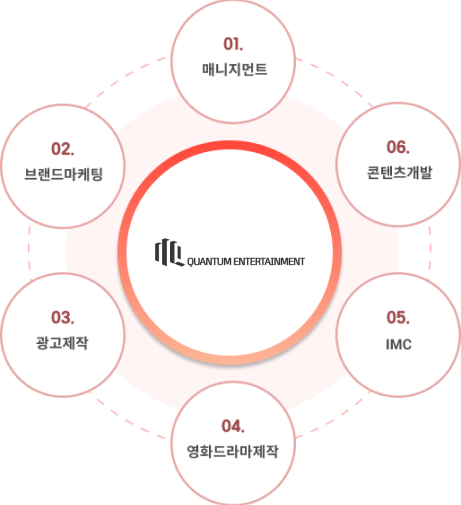 01.
매니지먼트
02.
브랜드마케팅
03.
광고제작
04.
영화드라마제작
05.
IMC
06.
콘텐츠개발
QUANTUM ENTERTAINMENT